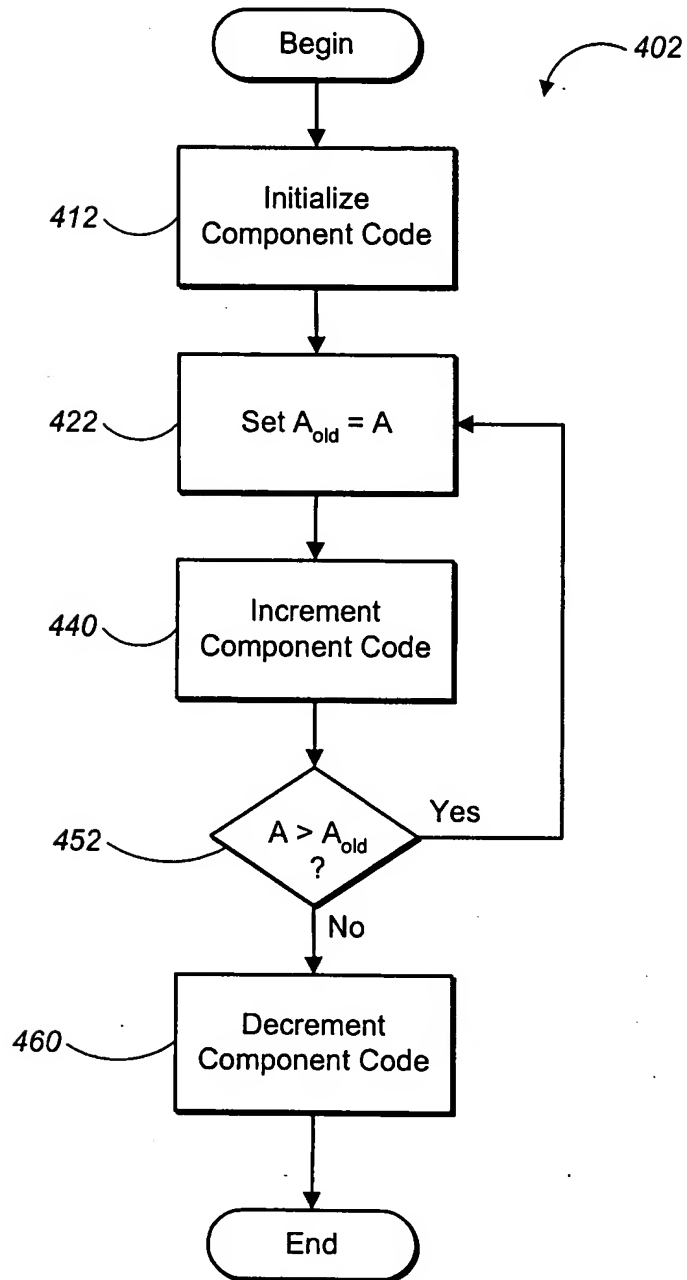 Begin
402
412
Initialize
Component Code
422
Set A_old = A
440
Increment
Component Code
452
A > A_old
?
Yes
No
460
Decrement
Component Code
End